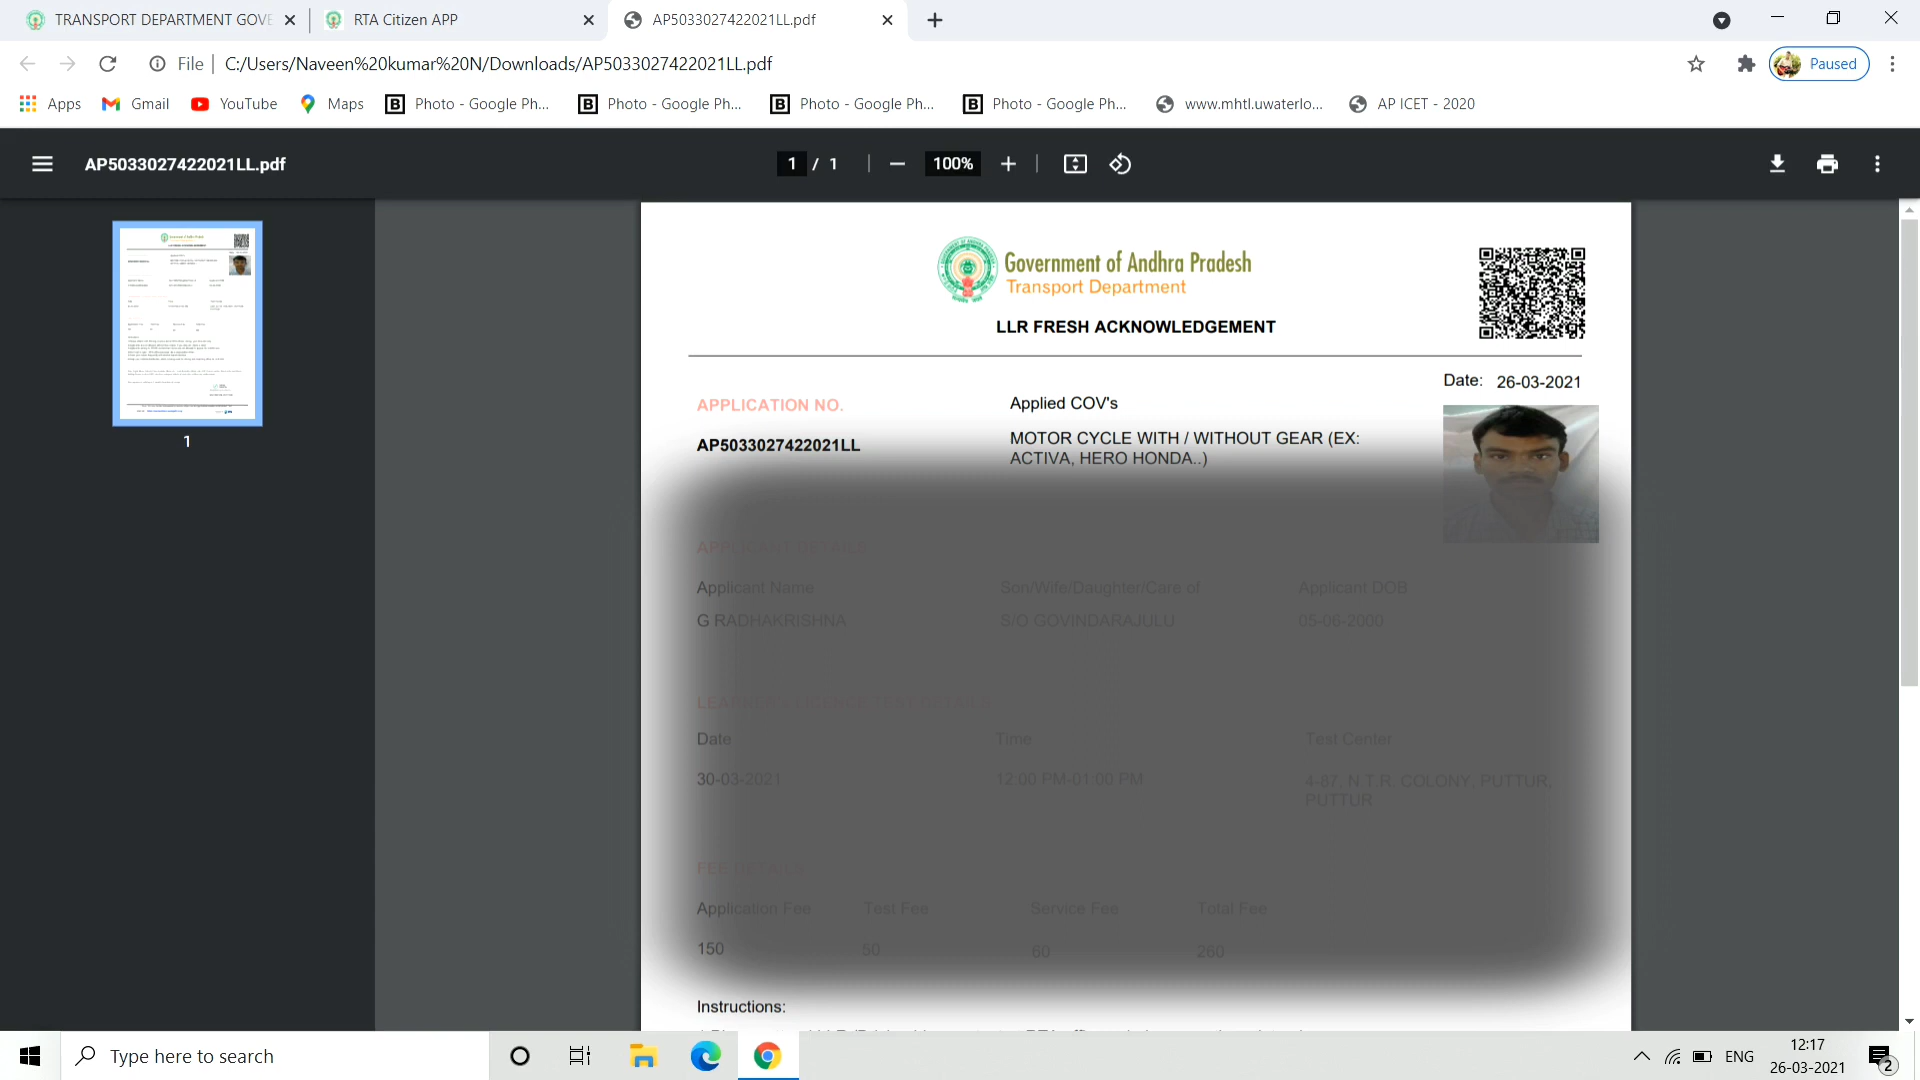 TRANSPORT DEPARTMENT GOVE
RTA Citizen APP
AP5033027422021LL.pdf
File
C:/Users/Naveen%20kumar%20N/Downloads/AP5033027422021LL.pdf
Paused
Apps
Gmail
YouTube
Maps
Photo - Google Ph...
Photo - Google Ph...
Photo - Google Ph...
Photo - Google Ph...
www.mhtl.uwaterlo...
AP ICET - 2020
AP5033027422021LL.pdf
1 / 1
100%
1
Government of Andhra Pradesh
Transport Department
LLR FRESH ACKNOWLEDGEMENT
Date: 26-03-2021
APPLICATION NO.
Applied COV's
AP5033027422021LL
MOTOR CYCLE WITH / WITHOUT GEAR (EX:
ACTIVA, HERO HONDA..)
APPLICANT DETAILS
Applicant Name Son/Wife/Daughter/Care of Applicant DOB
G RADHAKRISHNA S/O GOVINDARAJULU 05-06-2000
Date Time Test Center
30-03-2021 12:00 PM-01:00 PM 4-87, N.T.R. COLONY, PUTTUR,
PUTTUR
FEE DETAILS
Application Fee Test Fee Service Fee Total Fee
150 50 60 260
Instructions:
Type here to search
ENG
12:17
26-03-2021
2